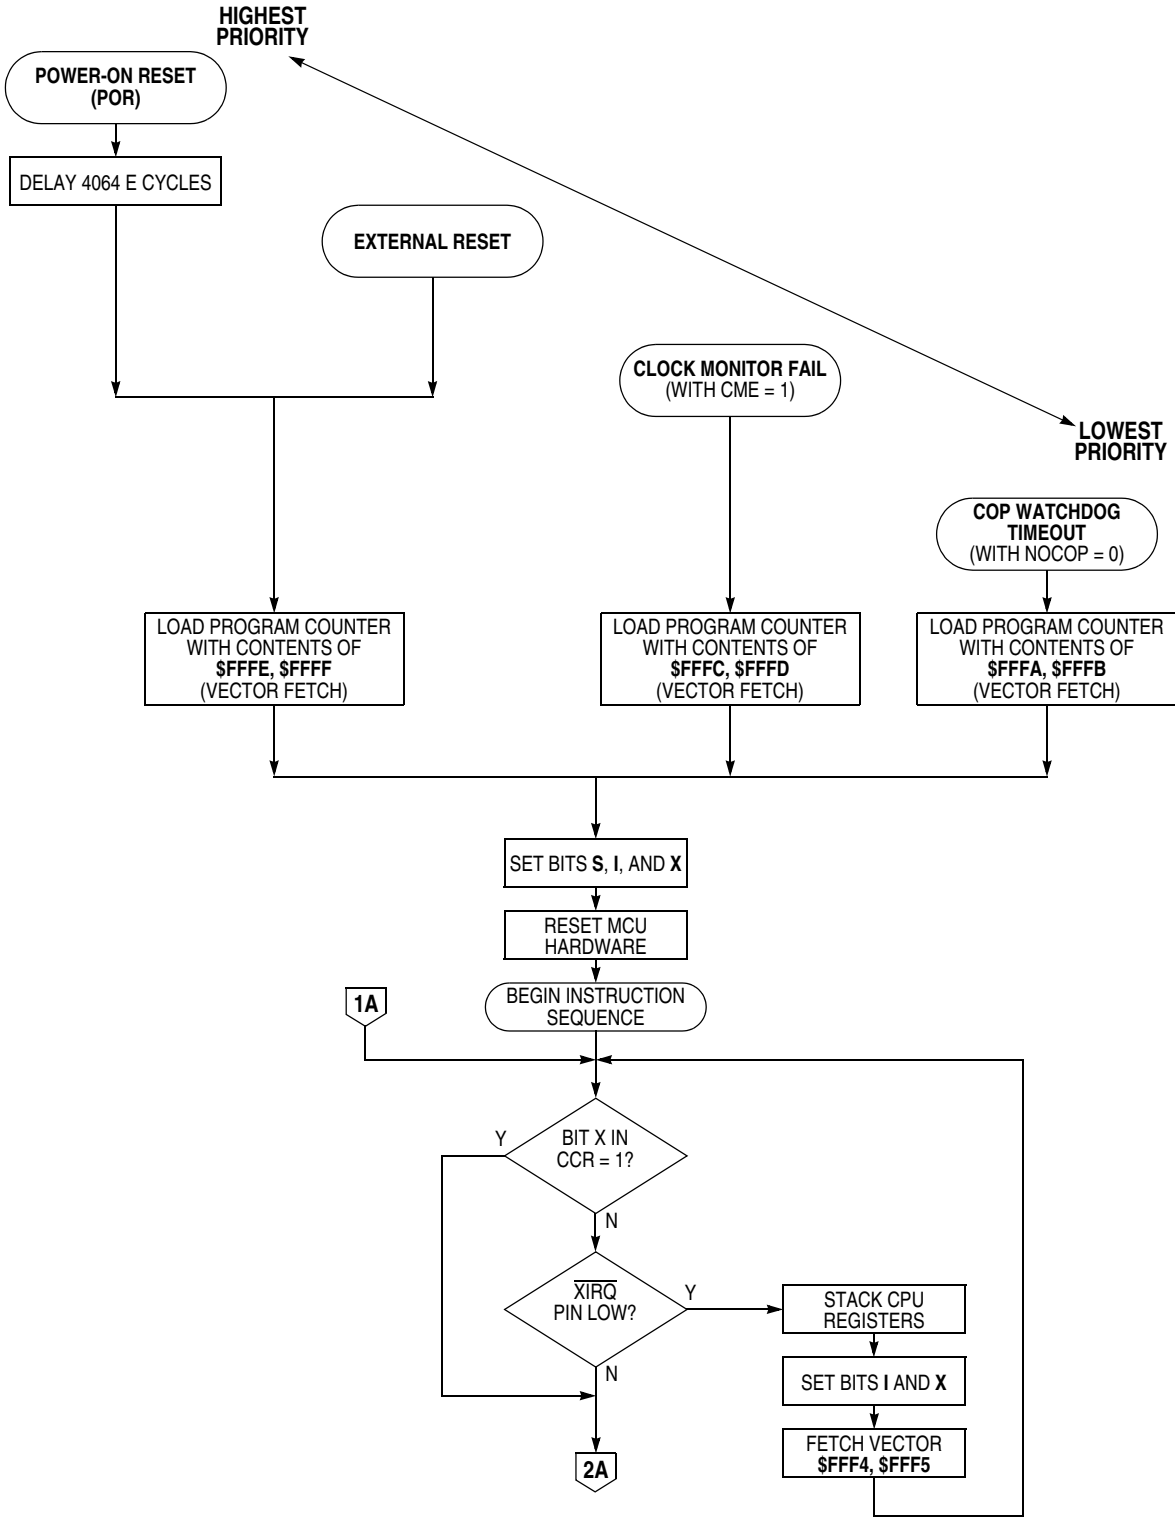 HIGHEST
PRIORITY
POWER-ON RESET
(POR)
DELAY 4064 E CYCLES
EXTERNAL RESET
CLOCK MONITOR FAIL
(WITH CME = 1)
LOWEST
PRIORITY
COP WATCHDOG
TIMEOUT
(WITH NOCOP = 0)
LOAD PROGRAM COUNTER
WITH CONTENTS OF
$FFFE, $FFFF
(VECTOR FETCH)
LOAD PROGRAM COUNTER
WITH CONTENTS OF
$FFFC, $FFFD
(VECTOR FETCH)
LOAD PROGRAM COUNTER
WITH CONTENTS OF
$FFFA, $FFFB
(VECTOR FETCH)
SET BITS S, I, AND X
RESET MCU
HARDWARE
1A
BEGIN INSTRUCTION
SEQUENCE
Y
BIT X IN
CCR = 1?
N
XIRQ
PIN LOW?
Y
STACK CPU
REGISTERS
N
SET BITS I AND X
FETCH VECTOR
$FFF4, $FFF5
2A